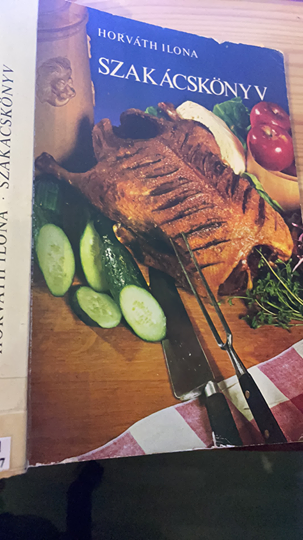 HORVÁTH ILONA
SZAKÁCSKÖNYV
HORVÁTH ILONA · SZAKÁCSKÖNYV